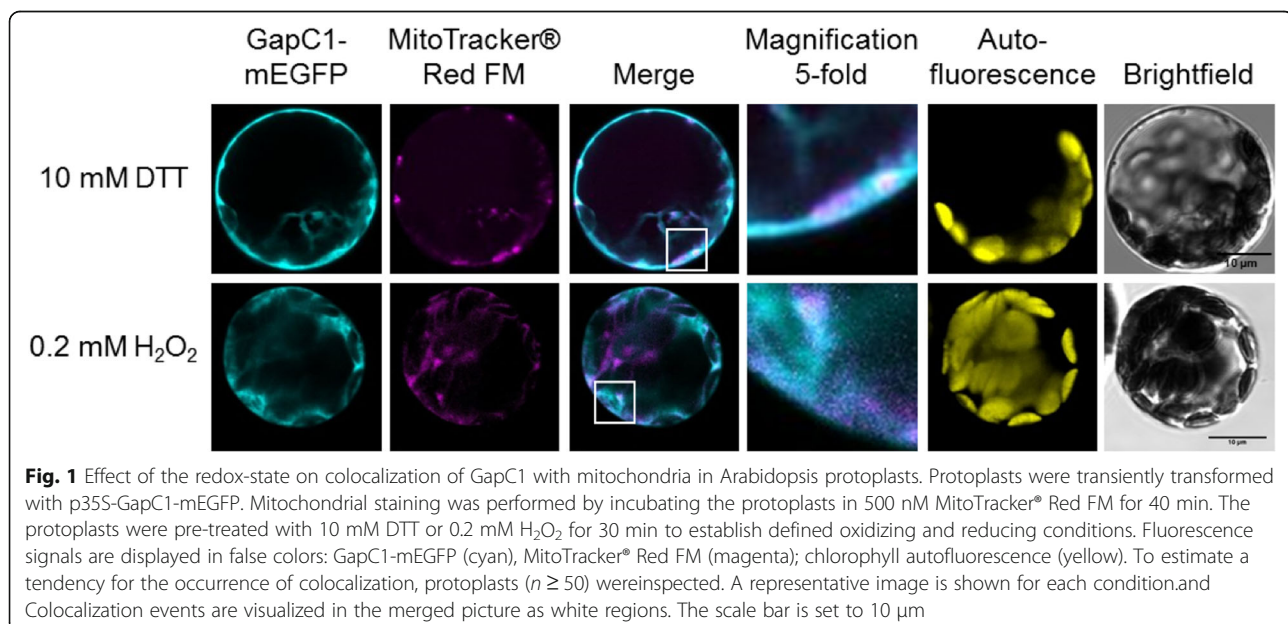 GapC1-mEGFP MitoTracker® Red FM Merge Magnification 5-fold Auto-fluorescence Brightfield
10 mM DTT
10 µm
0.2 mM H₂O₂
10 µm
Fig. 1 Effect of the redox-state on colocalization of GapC1 with mitochondria in Arabidopsis protoplasts. Protoplasts were transiently transformed
with p35S-GapC1-mEGFP. Mitochondrial staining was performed by incubating the protoplasts in 500 nM MitoTracker® Red FM for 40 min. The
protoplasts were pre-treated with 10 mM DTT or 0.2 mM H₂O₂ for 30 min to establish defined oxidizing and reducing conditions. Fluorescence
signals are displayed in false colors: GapC1-mEGFP (cyan), MitoTracker® Red FM (magenta); chlorophyll autofluorescence (yellow). To estimate a
tendency for the occurrence of colocalization, protoplasts (n ≥ 50) wereinspected. A representative image is shown for each condition.and
Colocalization events are visualized in the merged picture as white regions. The scale bar is set to 10 µm